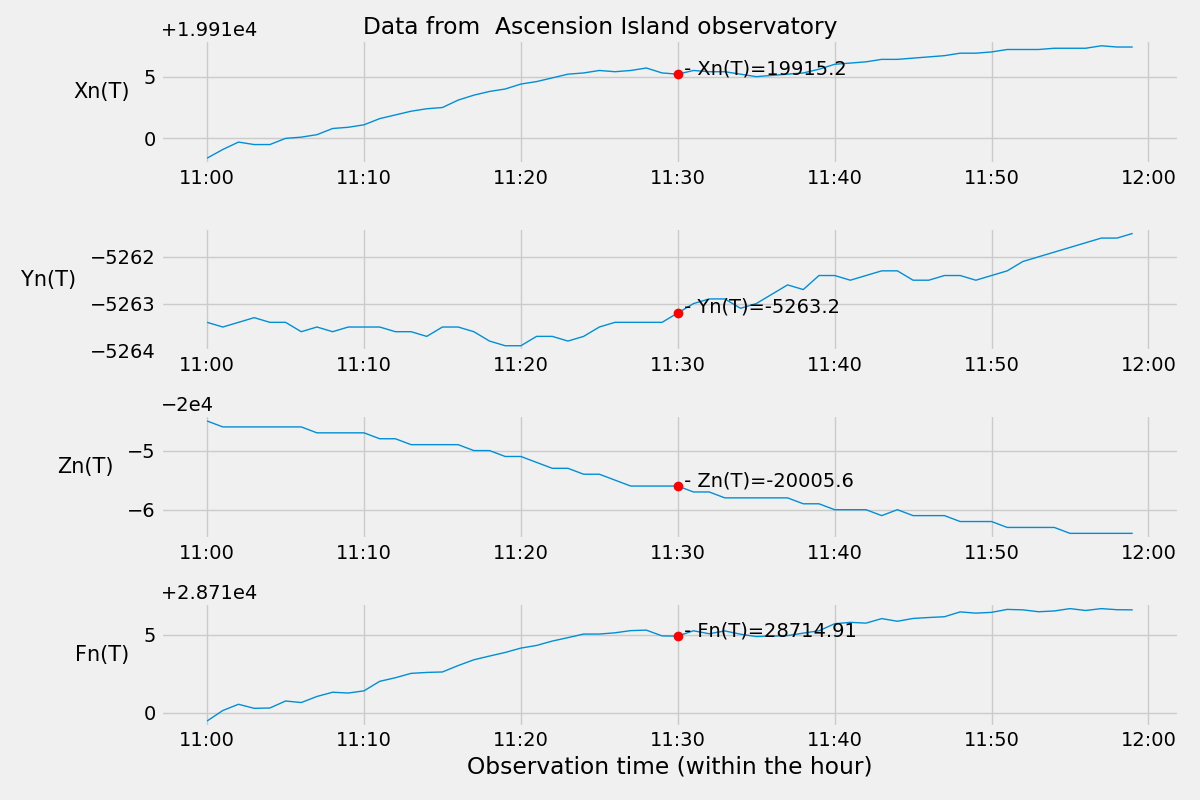 Data from  Ascension Island observatory
+1.991e4
Xn(T)
5
0
- Xn(T)=19915.2
11:00 11:10 11:20 11:30 11:40 11:50 12:00
Yn(T)
−5262
−5263
−5264
- Yn(T)=-5263.2
11:00 11:10 11:20 11:30 11:40 11:50 12:00
−2e4
Zn(T)
−5
−6
- Zn(T)=-20005.6
11:00 11:10 11:20 11:30 11:40 11:50 12:00
+2.871e4
Fn(T)
5
0
- Fn(T)=28714.91
11:00 11:10 11:20 11:30 11:40 11:50 12:00
Observation time (within the hour)